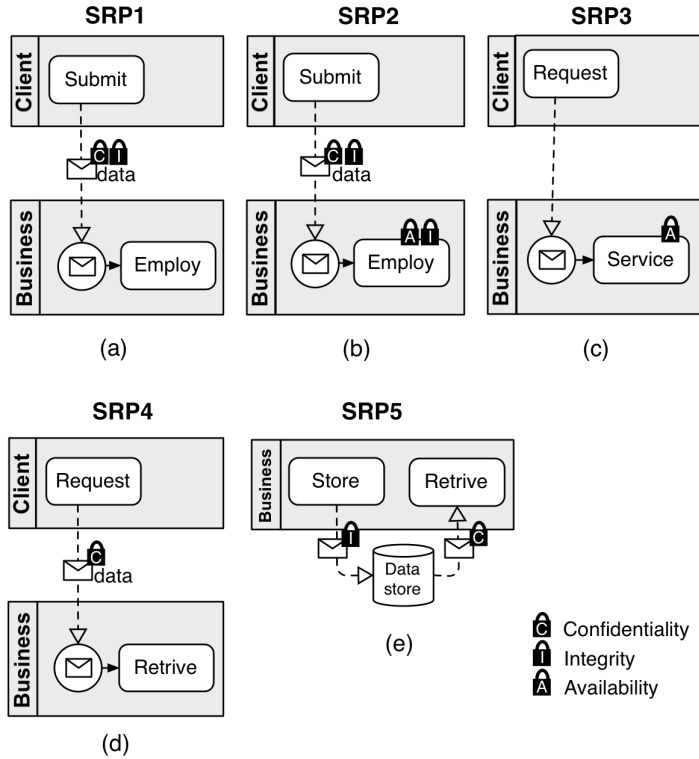 SRP1
Client
Submit
C I
data
Business
Employ
(a)
SRP2
Client
Submit
C I
data
Business
A I
Employ
(b)
SRP3
Client
Request
Business
A
Service
(c)
SRP4
Client
Request
C
data
Business
Retrive
(d)
SRP5
Business
Store
Retrive
I
C
Data
store
(e)
C Confidentiality
I Integrity
A Availability